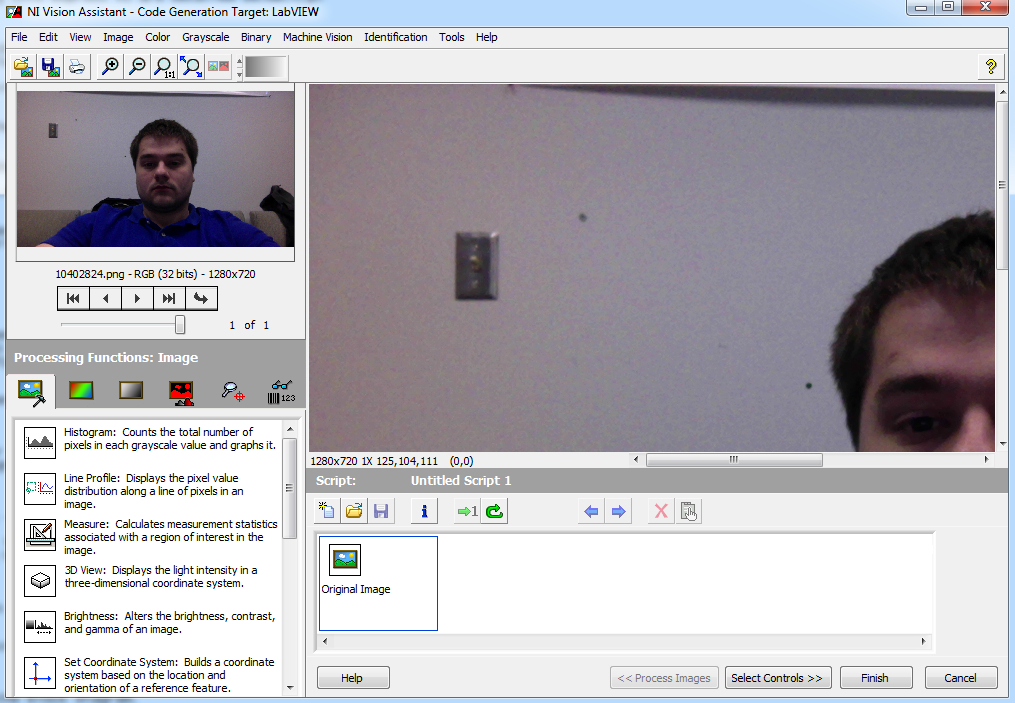 NI Vision Assistant - Code Generation Target: LabVIEW
File Edit View Image Color Grayscale Binary Machine Vision Identification Tools Help
1:1
?
10402824.png - RGB (32 bits) - 1280x720
1 of 1
Processing Functions: Image
123
Histogram: Counts the total number of
pixels in each grayscale value and graphs it.
Line Profile: Displays the pixel value
distribution along a line of pixels in an
image.
Measure: Calculates measurement statistics
associated with a region of interest in the
image.
3D View: Displays the light intensity in a
three-dimensional coordinate system.
Brightness: Alters the brightness, contrast,
and gamma of an image.
Set Coordinate System: Builds a coordinate
system based on the location and
orientation of a reference feature.
1280x720 1X 125,104,111 (0,0)
Script: Untitled Script 1
1
Original Image
Help
<< Process Images
Select Controls >>
Finish
Cancel